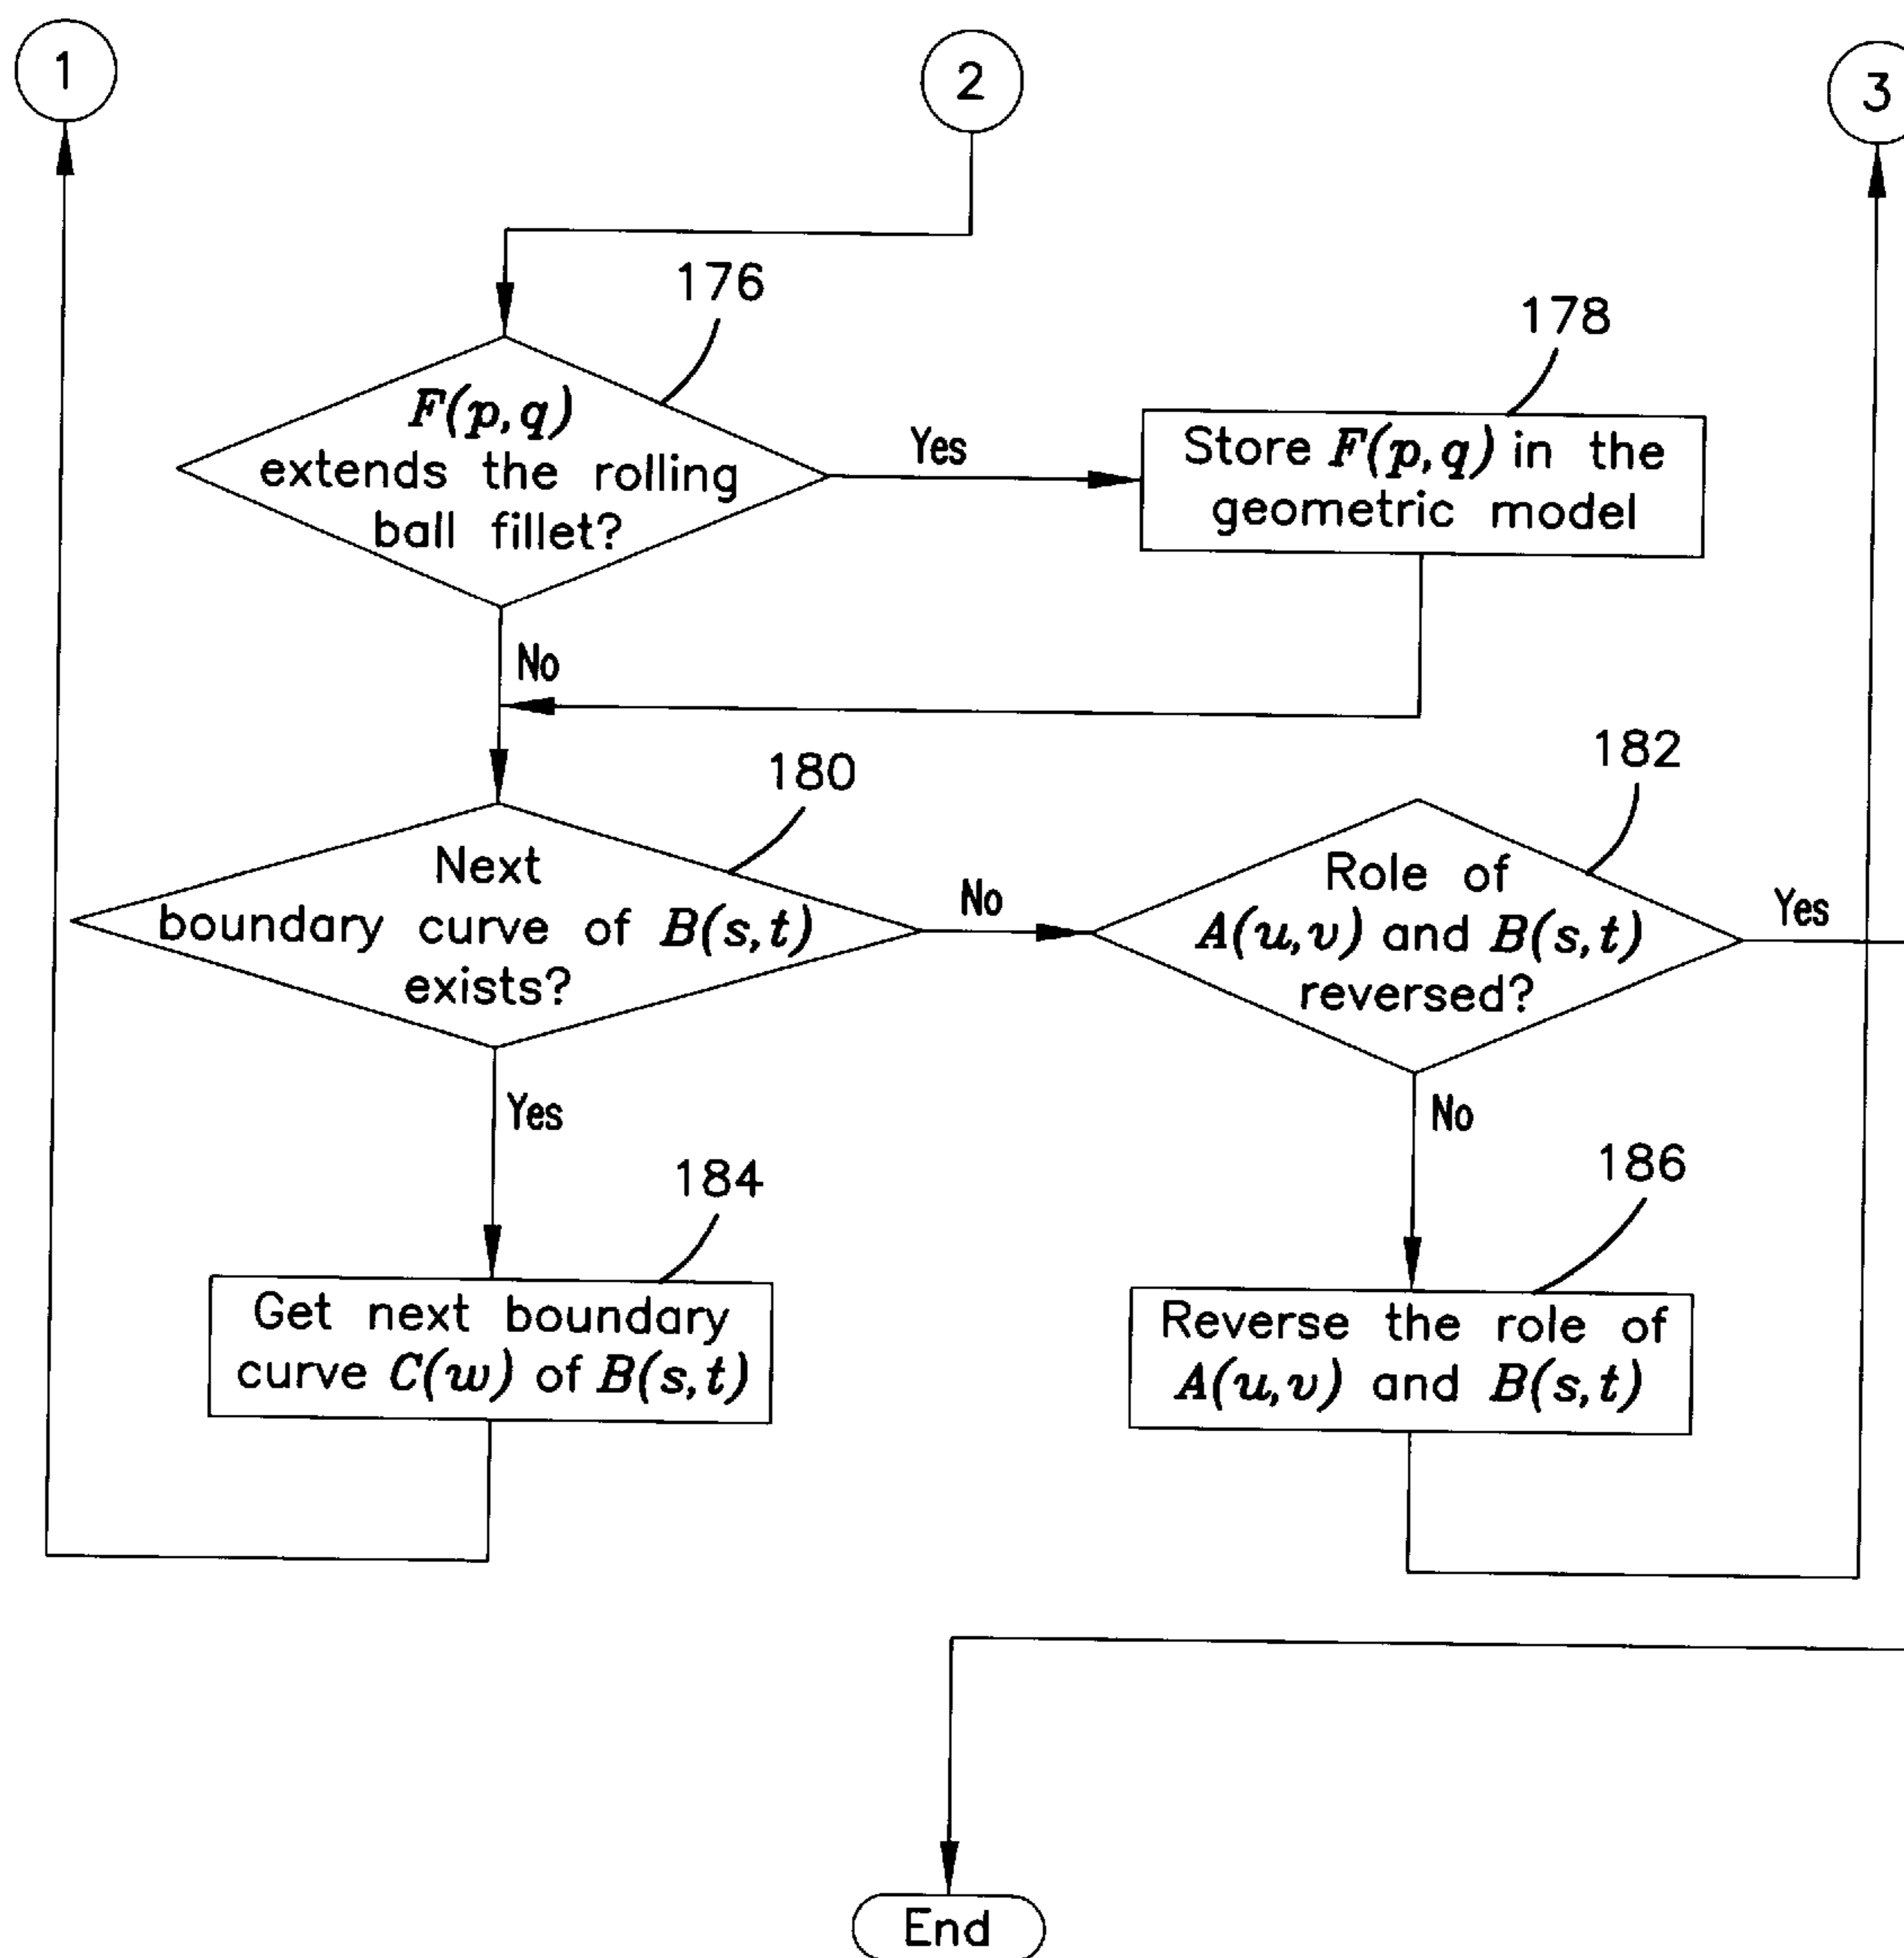 1
2
3
176
178
F(p,q)
extends the rolling
ball fillet?
Yes
Store F(p,q) in the
geometric model
No
180
182
Next
boundary curve of B(s,t)
exists?
No
Role of
A(u,v) and B(s,t)
reversed?
Yes
Yes
No
184
186
Get next boundary
curve C(w) of B(s,t)
Reverse the role of
A(u,v) and B(s,t)
End